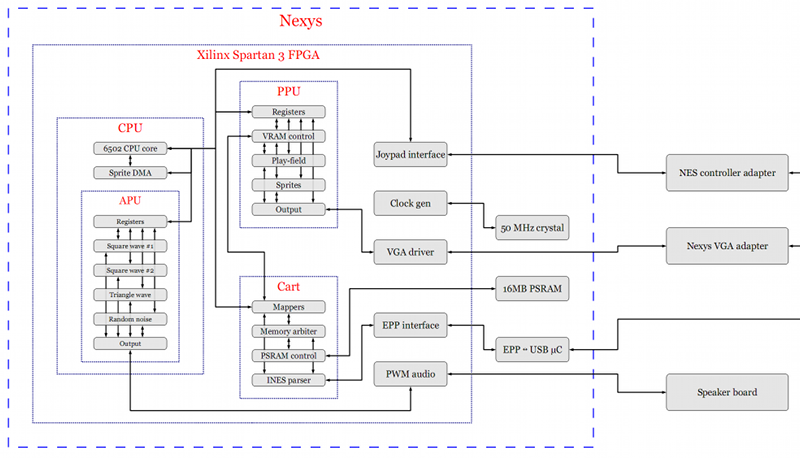 Nexys
Xilinx Spartan 3 FPGA
CPU
6502 CPU core
Sprite DMA
APU
Registers
Square wave #1
Square wave #2
Triangle wave
Random noise
Output
PPU
Registers
VRAM control
Play-field
Sprites
Output
Cart
Mappers
Memory arbiter
PSRAM control
INES parser
Joypad interface
Clock gen
VGA driver
EPP interface
PWM audio
50 MHz crystal
16MB PSRAM
EPP ↔ USB µC
NES controller adapter
Nexys VGA adapter
Speaker board